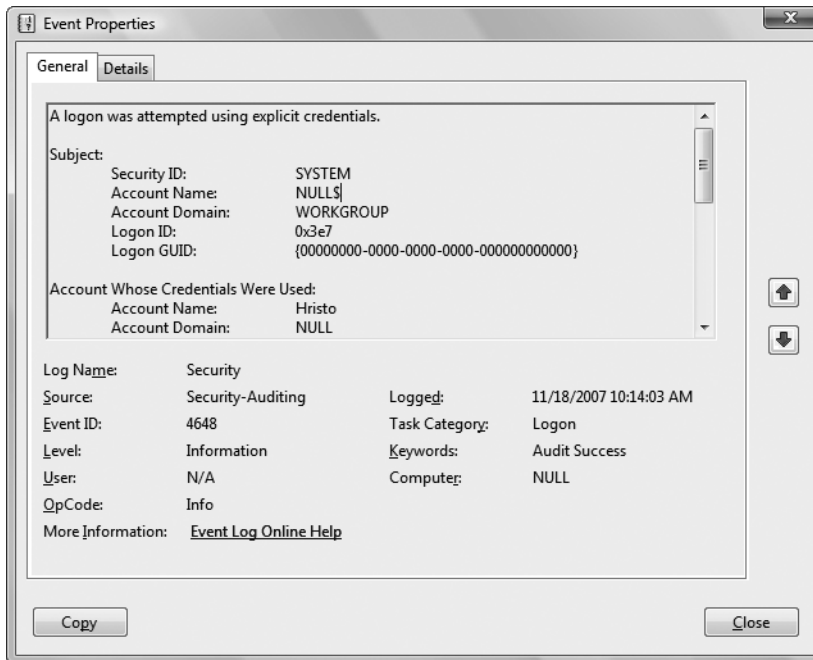 Event Properties
x
General Details
A logon was attempted using explicit credentials.
Subject:
Security ID: SYSTEM
Account Name: NULL$
Account Domain: WORKGROUP
Logon ID: 0x3e7
Logon GUID: {00000000-0000-0000-0000-000000000000}
Account Whose Credentials Were Used:
Account Name: Hristo
Account Domain: NULL
Log Name: Security
Source: Security-Auditing Logged: 11/18/2007 10:14:03 AM
Event ID: 4648 Task Category: Logon
Level: Information Keywords: Audit Success
User: N/A Computer: NULL
OpCode: Info
More Information: Event Log Online Help
Copy Close